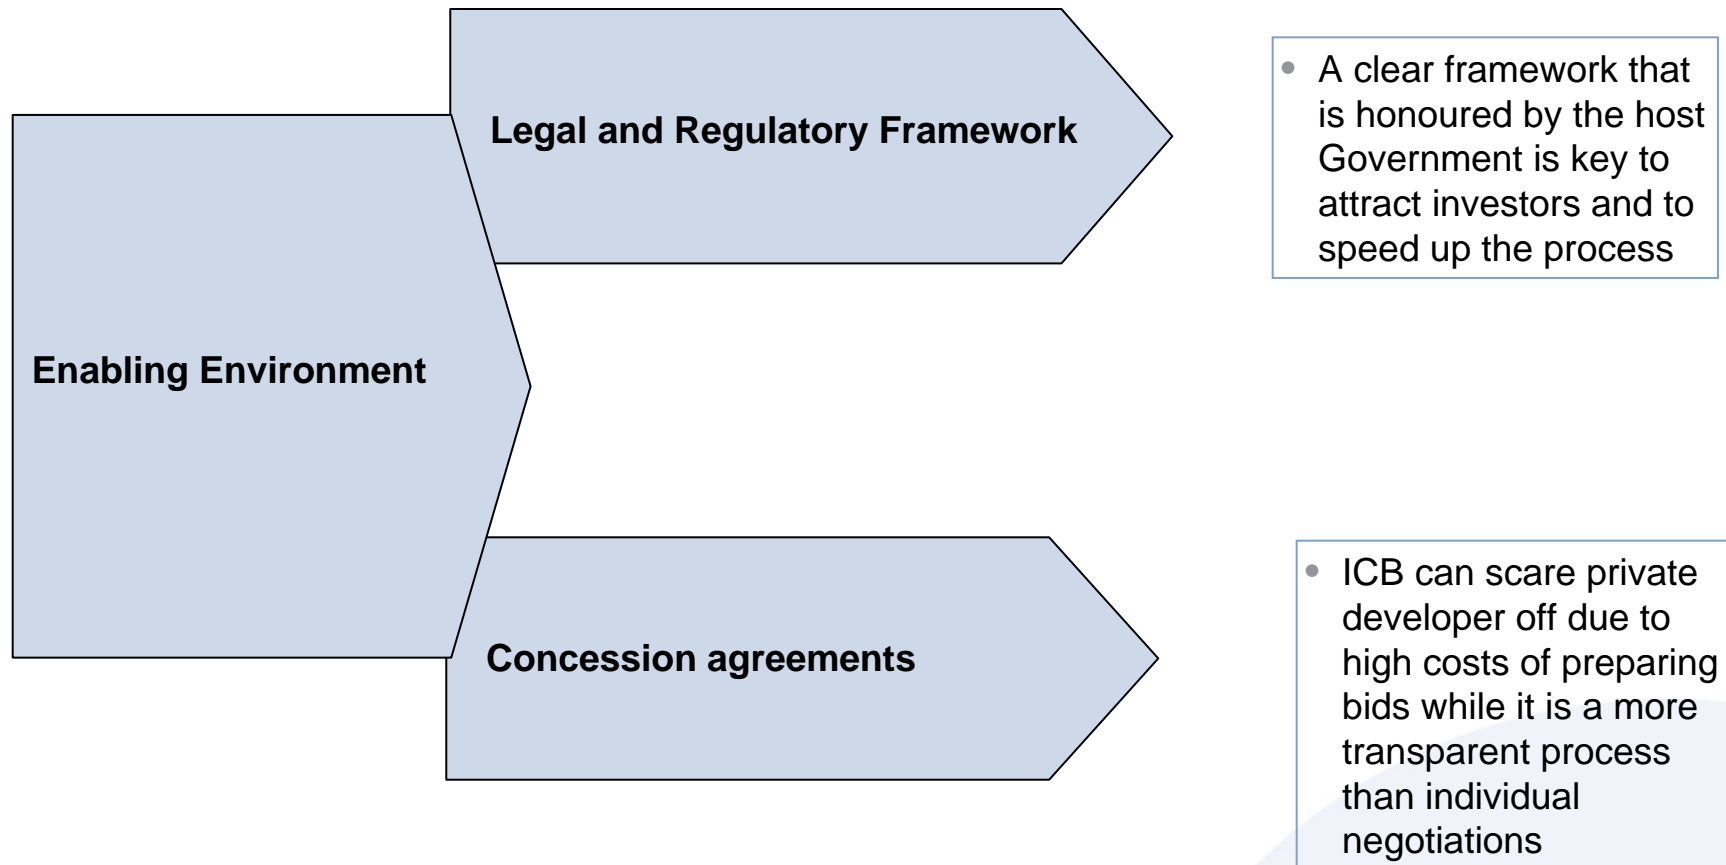 Legal and Regulatory Framework
• A clear framework that
is honoured by the host
Government is key to
attract investors and to
speed up the process
Enabling Environment
Concession agreements
• ICB can scare private
developer off due to
high costs of preparing
bids while it is a more
transparent process
than individual
negotiations